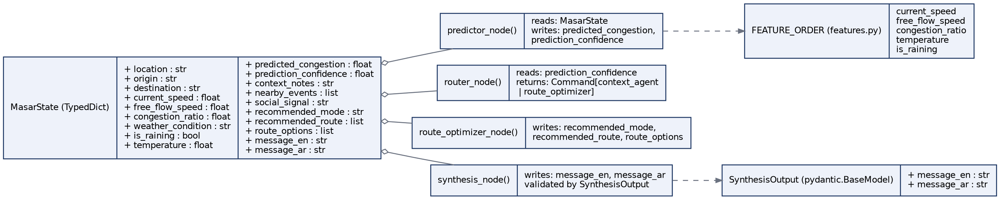 MasarState (TypedDict)
+ location : str
+ origin : str
+ destination : str
+ current_speed : float
+ free_flow_speed : float
+ congestion_ratio : float
+ weather_condition : str
+ is_raining : bool
+ temperature : float
+ predicted_congestion : float
+ prediction_confidence : float
+ context_notes : str
+ nearby_events : list
+ social_signal : str
+ recommended_mode : str
+ recommended_route : list
+ route_options : list
+ message_en : str
+ message_ar : str
predictor_node()
reads: MasarState
writes: predicted_congestion,
prediction_confidence
FEATURE_ORDER (features.py)
current_speed
free_flow_speed
congestion_ratio
temperature
is_raining
router_node()
reads: prediction_confidence
returns: Command[context_agent
| route_optimizer]
route_optimizer_node()
writes: recommended_mode,
recommended_route, route_options
synthesis_node()
writes: message_en, message_ar
validated by SynthesisOutput
SynthesisOutput (pydantic.BaseModel)
+ message_en : str
+ message_ar : str